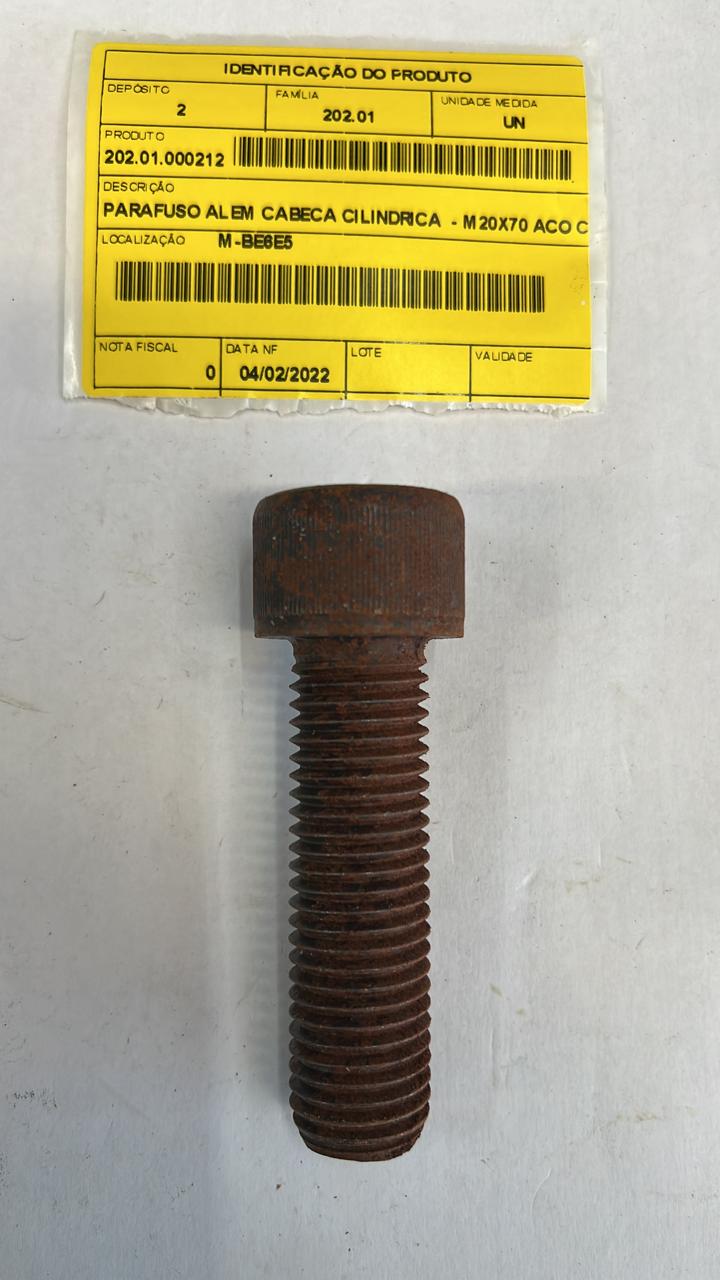 IDENTIFICAÇÃO DO PRODUTO
DEPÓSITO FAMÍLIA UNIDADE MEDIDA
2 202.01 UN
PRODUTO
202.01.000212
DESCRIÇÃO
PARAFUSO ALEM CABECA CILINDRICA - M20X70 ACO C
LOCALIZAÇÃO M-BE6E5
NOTA FISCAL DATA NF LOTE VALIDADE
0 04/02/2022